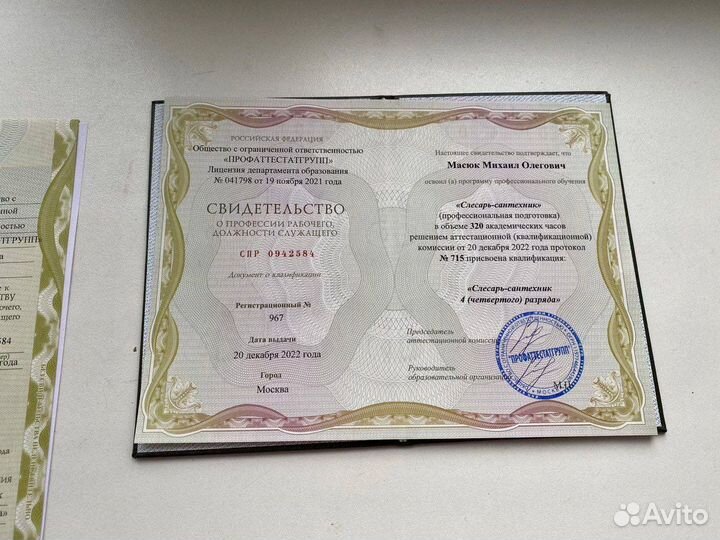 РОССИЙСКАЯ ФЕДЕРАЦИЯ
Общество с ограниченной ответственностью
«ПРОФАТТЕСТАТГРУПП»
Лицензия департамента образования
№ 041798 от 19 ноября 2021 года
СВИДЕТЕЛЬСТВО
О ПРОФЕССИИ РАБОЧЕГО,
ДОЛЖНОСТИ СЛУЖАЩЕГО
СПР 0942584
Документ о квалификации
Регистрационный №
967
Дата выдачи
20 декабря 2022 года
Город
Москва
Настоящее свидетельство подтверждает, что
Масюк Михаил Олегович
освоил (а) программу профессионального обучения
«Слесарь-сантехник»
(профессиональная подготовка)
в объеме 320 академических часов
решением аттестационной (квалификационной)
комиссии от 20 декабря 2022 года протокол
№ 715 присвоена квалификация:
«Слесарь-сантехник
4 (четвертого) разряда»
Председатель
аттестационной комиссии
Руководитель
образовательной организации
"ПРОФАТТЕСТАТГРУПП"
МОСКВА
М.П.
584
года
Avito